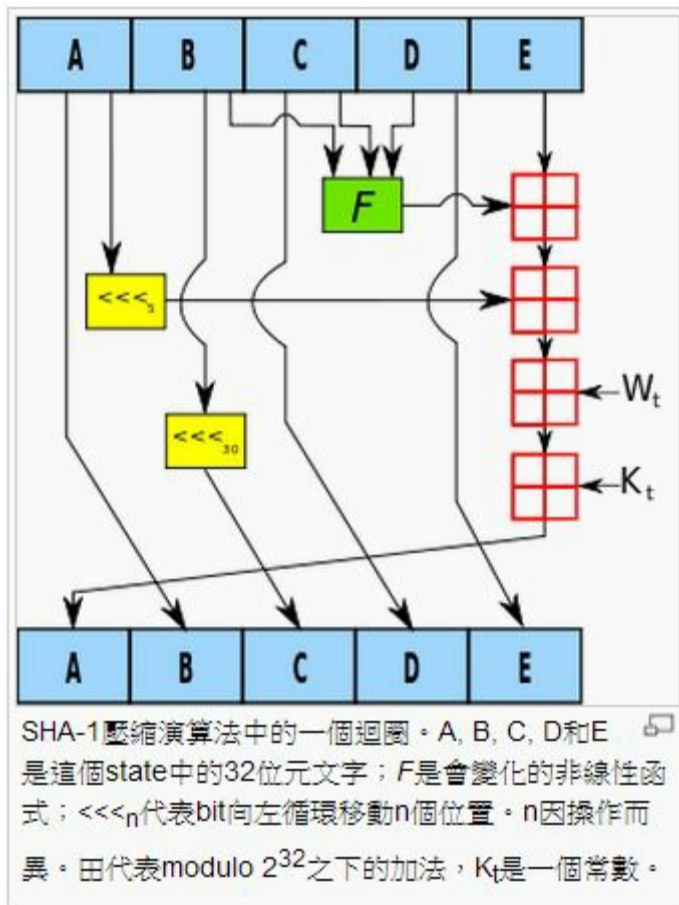 A B C D E
F
<<<5
Wt
<<<30
Kt
A B C D E
SHA-1壓縮演算法中的一個迴圈。A, B, C, D和E
是這個state中的32位元文字；F是會變化的非線性函
式；<<<n代表bit向左循環移動n個位置。n因操作而
異。田代表modulo 2³²之下的加法，Kt是一個常數。